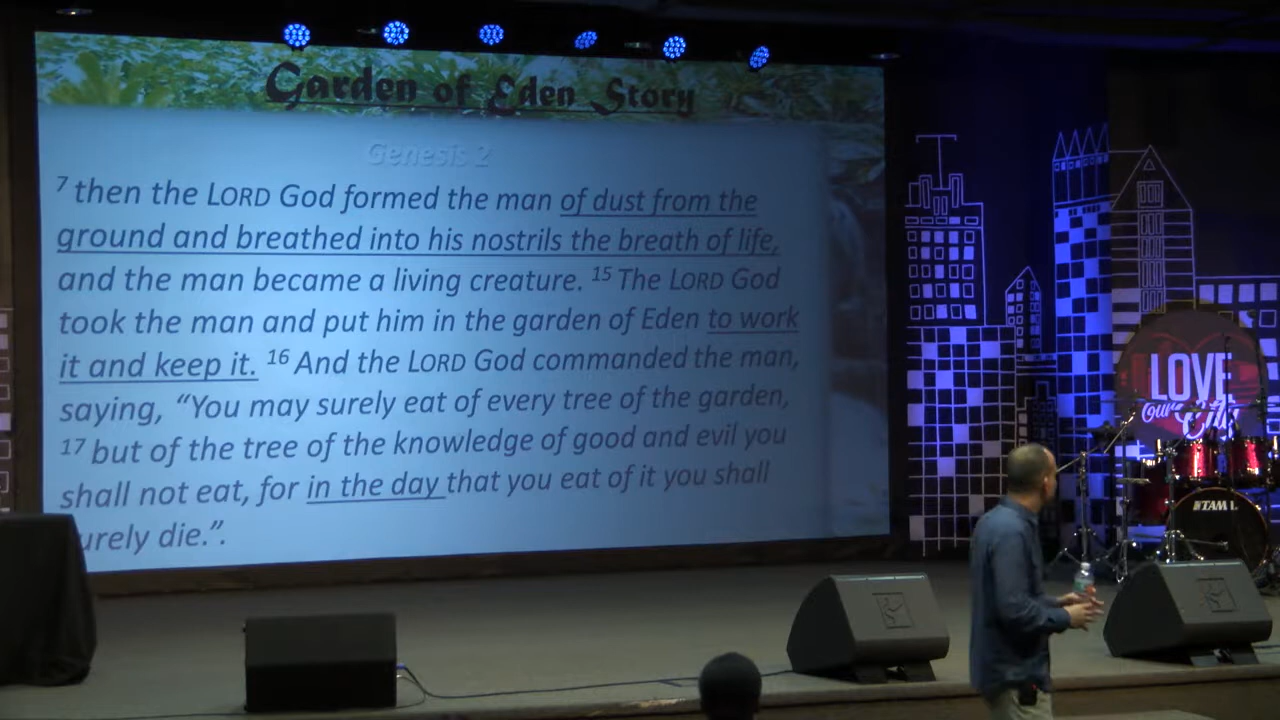 Garden of Eden Story
Genesis 2
7 then the LORD God formed the man of dust from the
ground and breathed into his nostrils the breath of life,
and the man became a living creature. 15 The LORD God
took the man and put him in the garden of Eden to work
it and keep it. 16 And the LORD God commanded the man,
saying, “You may surely eat of every tree of the garden,
17 but of the tree of the knowledge of good and evil you
shall not eat, for in the day that you eat of it you shall
urely die.”.
LOVE
Our City
TAMA